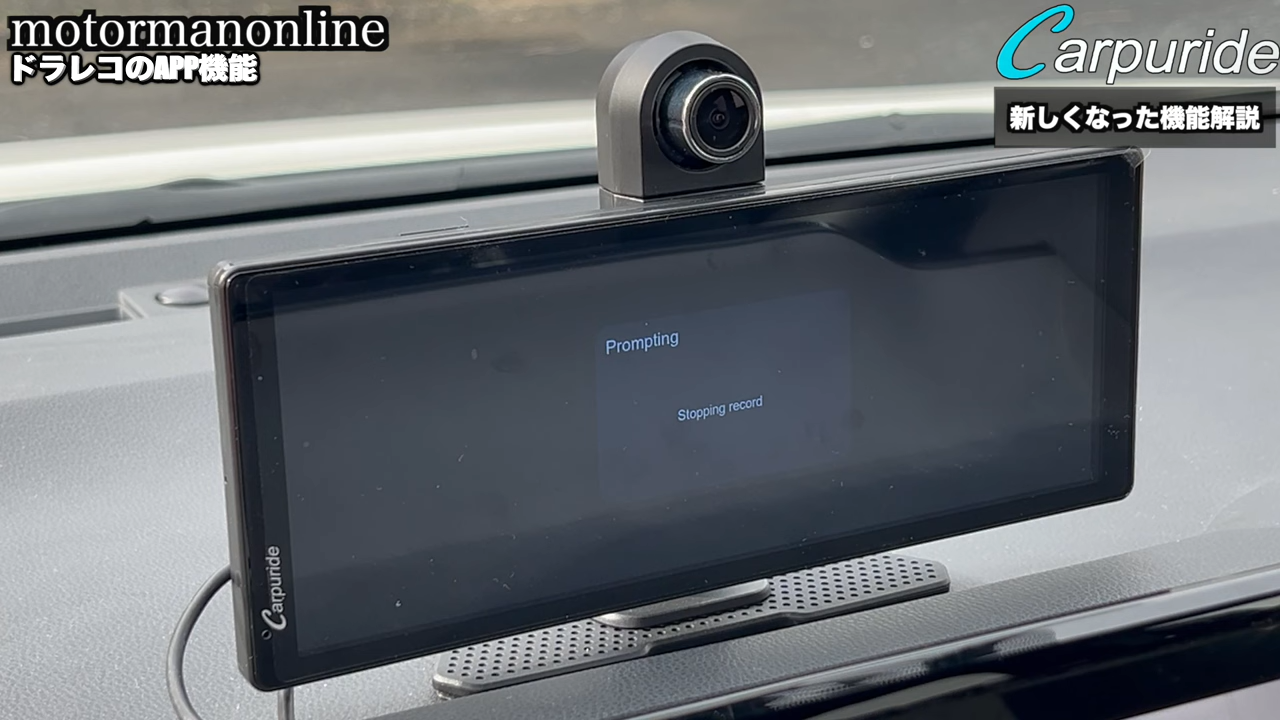 motormanonline
ドラレコのAPP機能
Carpuride
新しくなった機能解説
Prompting
Stopping record
Carpuride